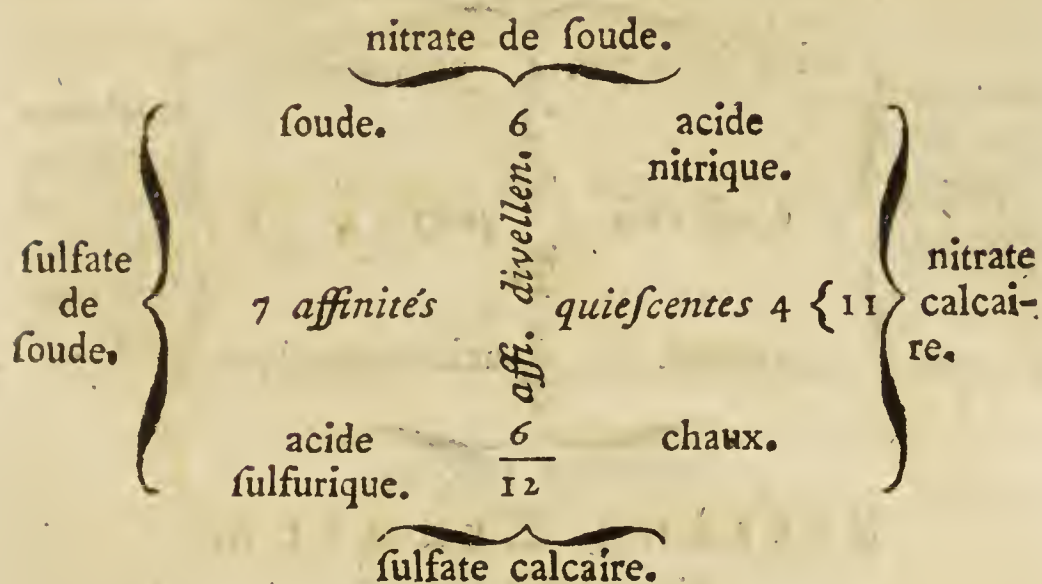 nitrate de ſoude.
ſoude. 6 acide
nitrique.
ſulfate
de
ſoude.
7 affinités
affi. divellen.
quieſcentes 4 { 11
nitrate
calcai-
re.
acide
ſulfurique.
6
12
chaux.
ſulfate calcaire.